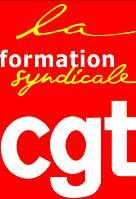 la
formation
syndicale
cgt